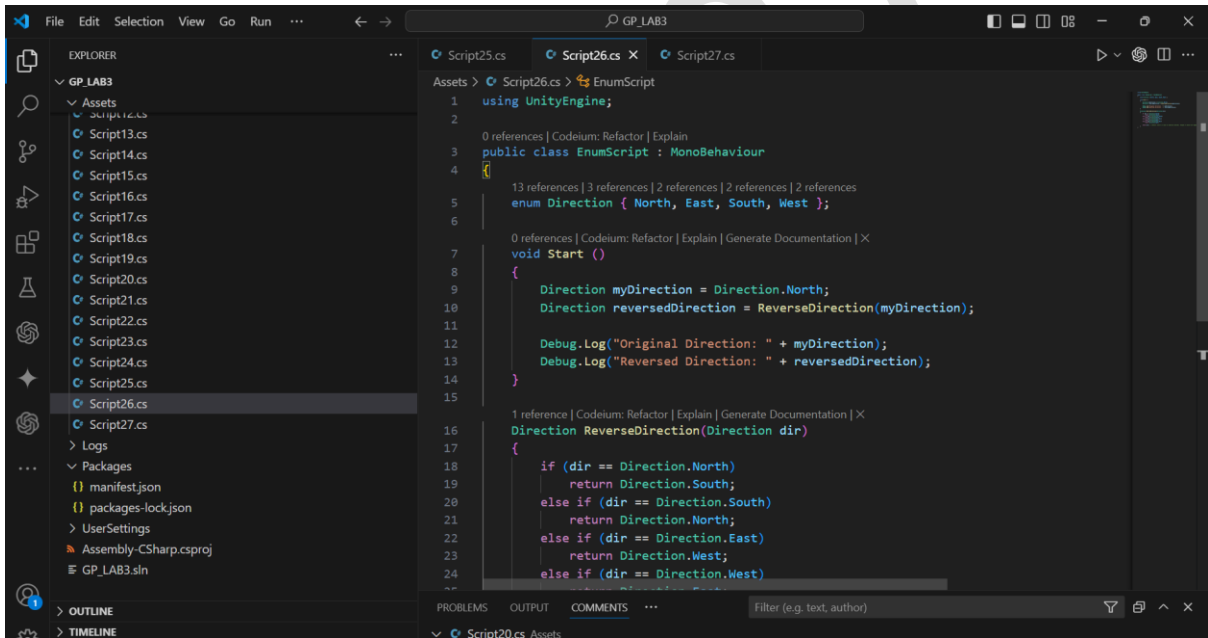 File Edit Selection View Go Run ··· ← → GP_LAB3
EXPLORER ···
GP_LAB3
Assets
Script12.cs
Script13.cs
Script14.cs
Script15.cs
Script16.cs
Script17.cs
Script18.cs
Script19.cs
Script20.cs
Script21.cs
Script22.cs
Script23.cs
Script24.cs
Script25.cs
Script26.cs
Script27.cs
Logs
Packages
{} manifest.json
{} packages-lock.json
UserSettings
Assembly-CSharp.csproj
GP_LAB3.sln
OUTLINE
TIMELINE
1
Script25.cs Script26.cs × Script27.cs
Assets > Script26.cs > EnumScript
1 using UnityEngine;
2
0 references | Codeium: Refactor | Explain
3 public class EnumScript : MonoBehaviour
4 {
13 references | 3 references | 2 references | 2 references | 2 references
5 enum Direction { North, East, South, West };
6
0 references | Codeium: Refactor | Explain | Generate Documentation | ×
7 void Start ()
8 {
9 Direction myDirection = Direction.North;
10 Direction reversedDirection = ReverseDirection(myDirection);
11
12 Debug.Log("Original Direction: " + myDirection);
13 Debug.Log("Reversed Direction: " + reversedDirection);
14 }
15
1 reference | Codeium: Refactor | Explain | Generate Documentation | ×
16 Direction ReverseDirection(Direction dir)
17 {
18 if (dir == Direction.North)
19 return Direction.South;
20 else if (dir == Direction.South)
21 return Direction.North;
22 else if (dir == Direction.East)
23 return Direction.West;
24 else if (dir == Direction.West)
PROBLEMS OUTPUT COMMENTS ··· Filter (e.g. text, author)
Script20.cs Assets